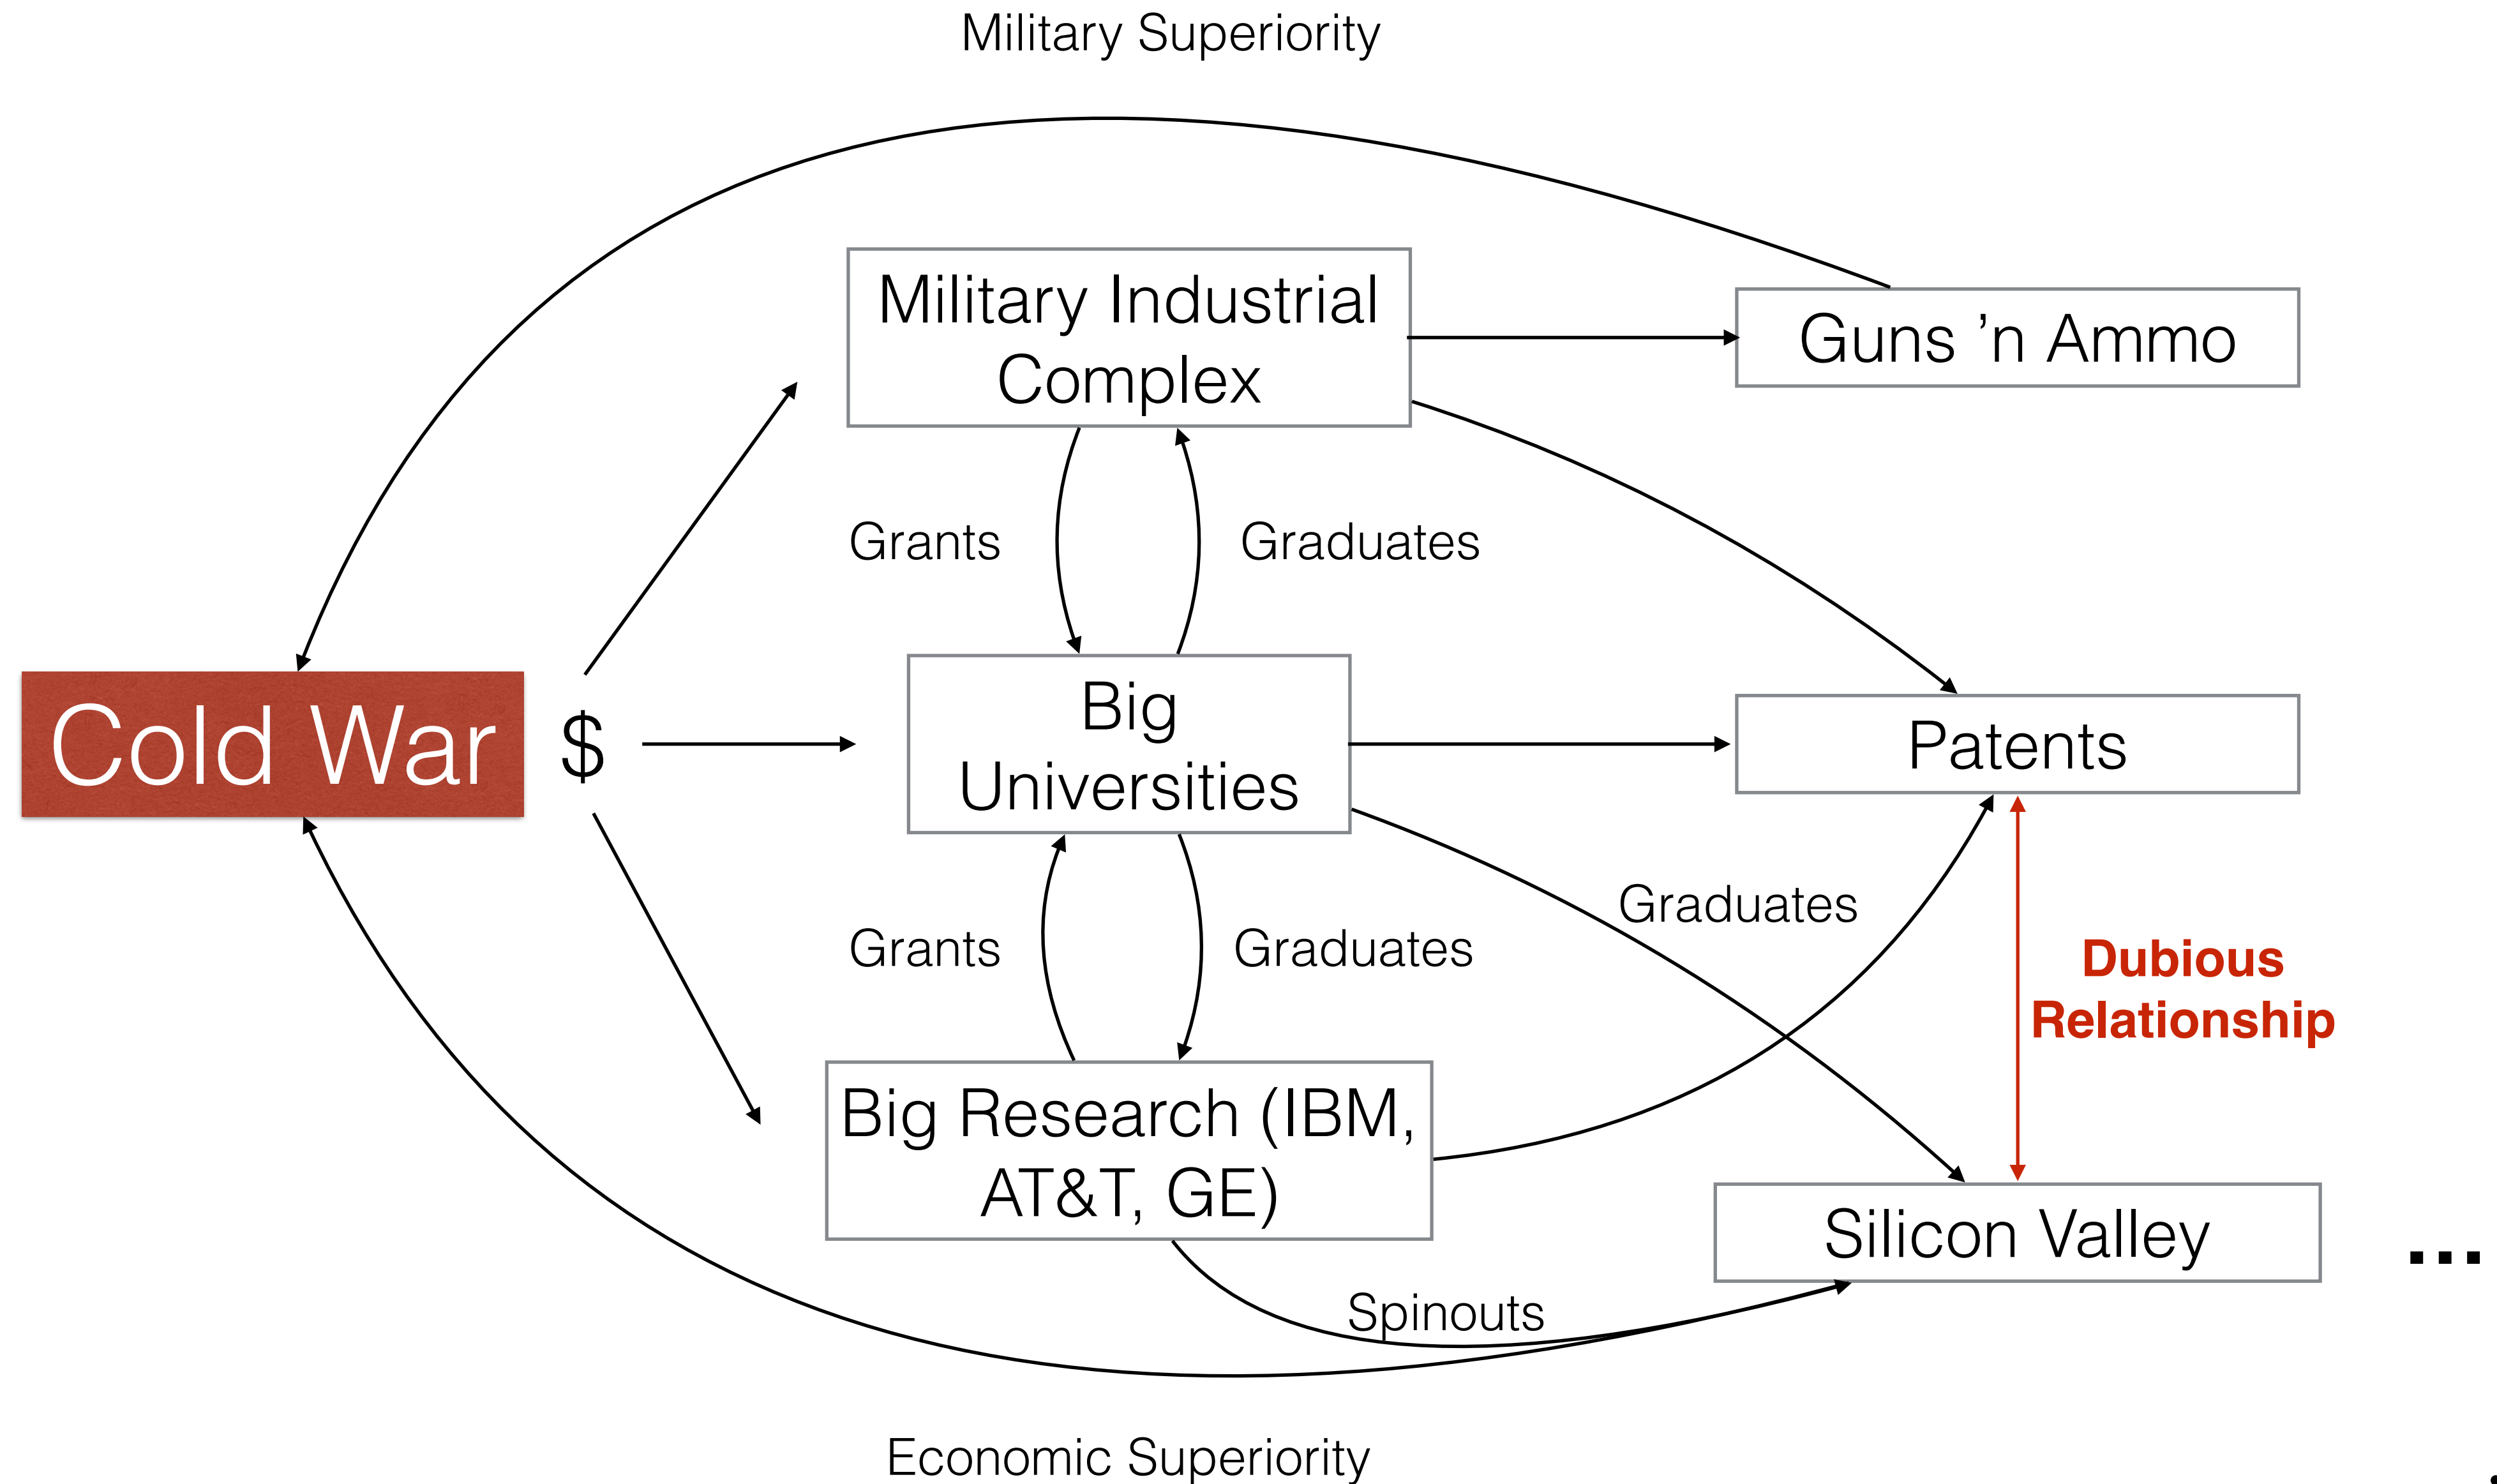 Military Superiority
Military Industrial
Complex
Guns ’n Ammo
Grants
Graduates
Cold War
$
Big
Universities
Patents
Grants
Graduates
Graduates
Dubious
Relationship
Big Research (IBM,
AT&T, GE)
Silicon Valley
...
Spinouts
Economic Superiority